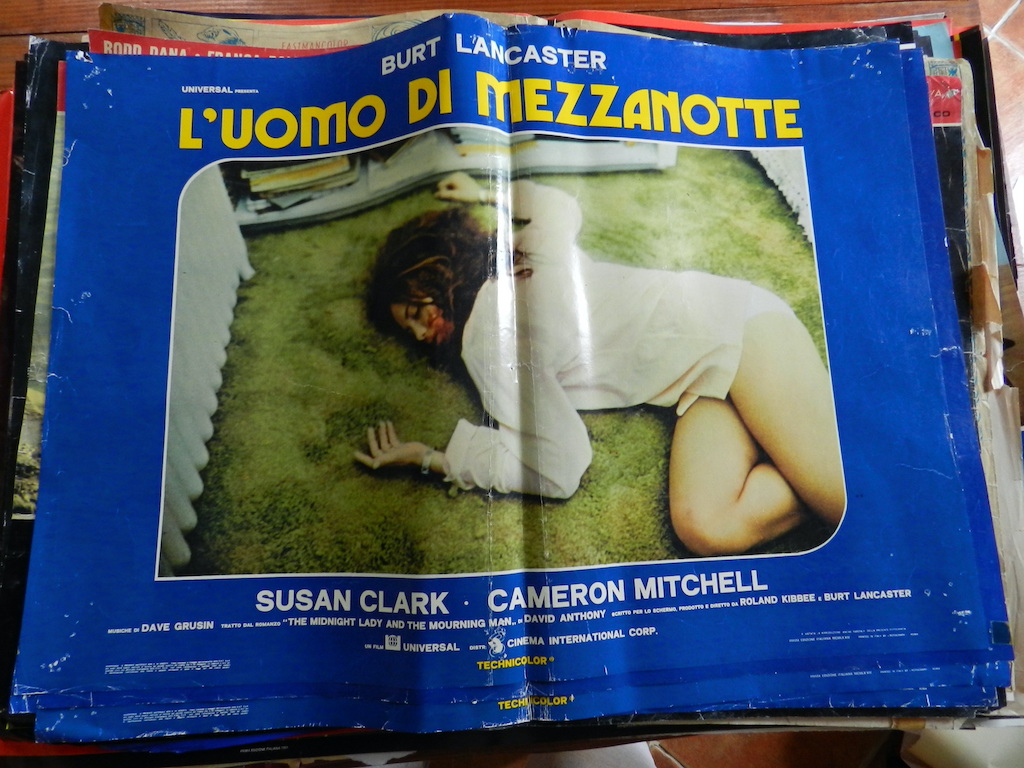 EASTMANCOLOR
BURT LANCASTER
UNIVERSAL PRESENTA
L'UOMO DI MEZZANOTTE
SUSAN CLARK · CAMERON MITCHELL
MUSICHE DI DAVE GRUSIN TRATTO DAL ROMANZO "THE MIDNIGHT LADY AND THE MOURNING MAN" DI DAVID ANTHONY SCRITTO PER LO SCHERMO, PRODOTTO E DIRETTO DA ROLAND KIBBEE E BURT LANCASTER
UN FILM UNIVERSAL DISTR. CINEMA INTERNATIONAL CORP.
TECHNICOLOR®
TECHNICOLOR